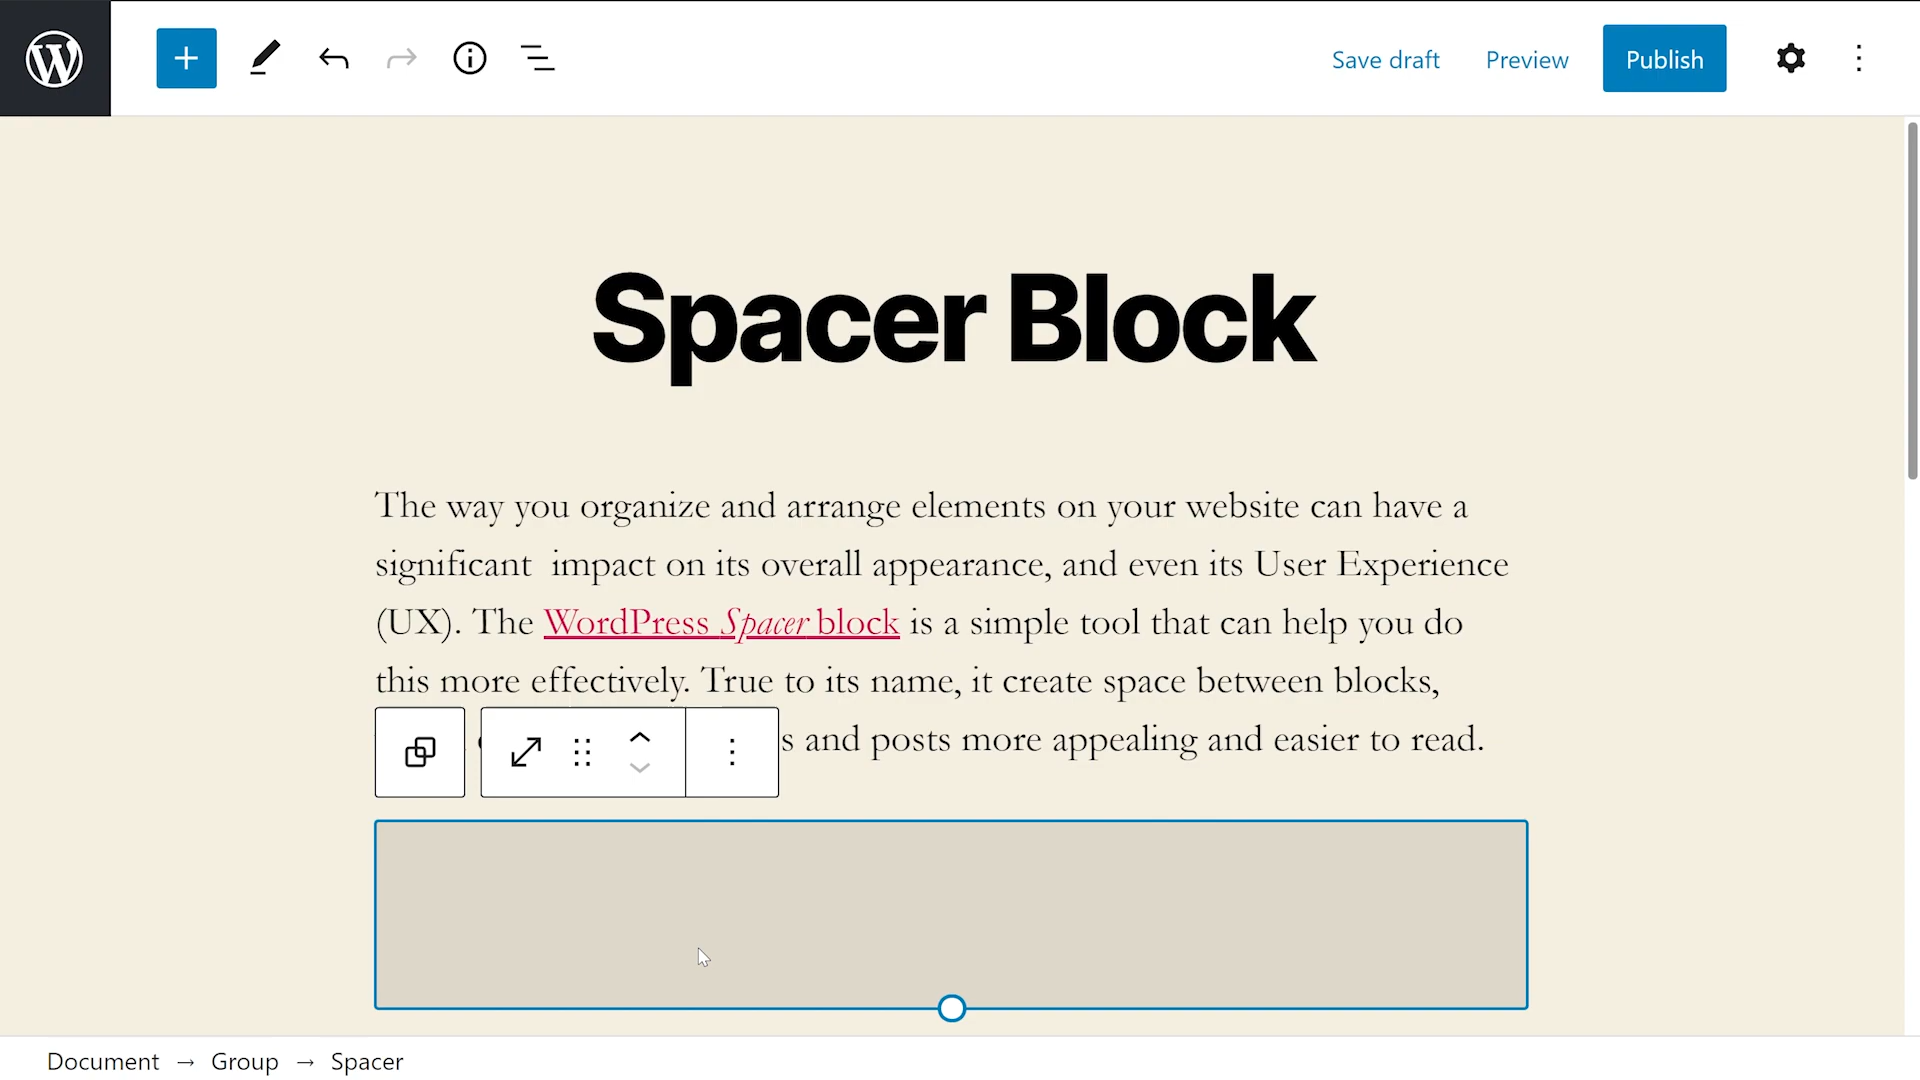 Save draft Preview Publish
Spacer Block
The way you organize and arrange elements on your website can have a
significant  impact on its overall appearance, and even its User Experience
(UX). The WordPress Spacer block is a simple tool that can help you do
this more effectively. True to its name, it create space between blocks,
s and posts more appealing and easier to read.
Document → Group → Spacer